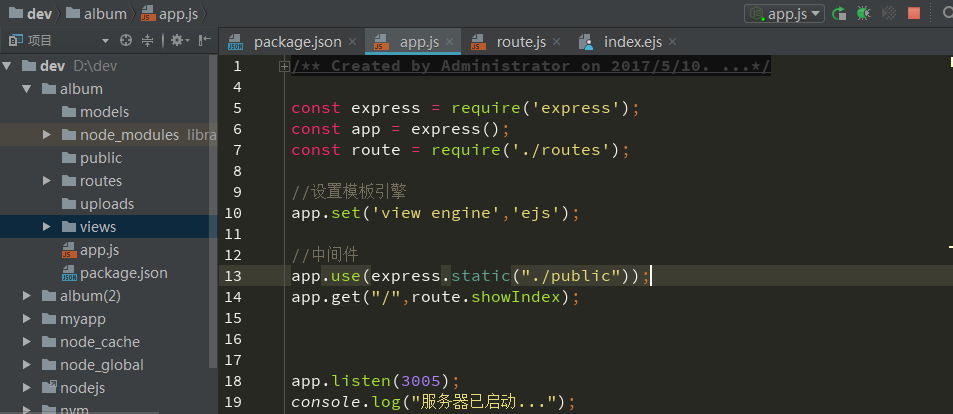 dev album app.js app.js
项目 package.json app.js route.js index.ejs
dev D:\dev
album
models
node_modules libra
public
routes
uploads
views
app.js
package.json
album(2)
myapp
node_cache
node_global
nodejs
nvm
1 /** Created by Administrator on 2017/5/10. ...*/
4
5 const express = require('express');
6 const app = express();
7 const route = require('./routes');
8
9 //设置模板引擎
10 app.set('view engine','ejs');
11
12 //中间件
13 app.use(express.static("./public"));
14 app.get("/",route.showIndex);
15
16
17
18 app.listen(3005);
19 console.log("服务器已启动...");